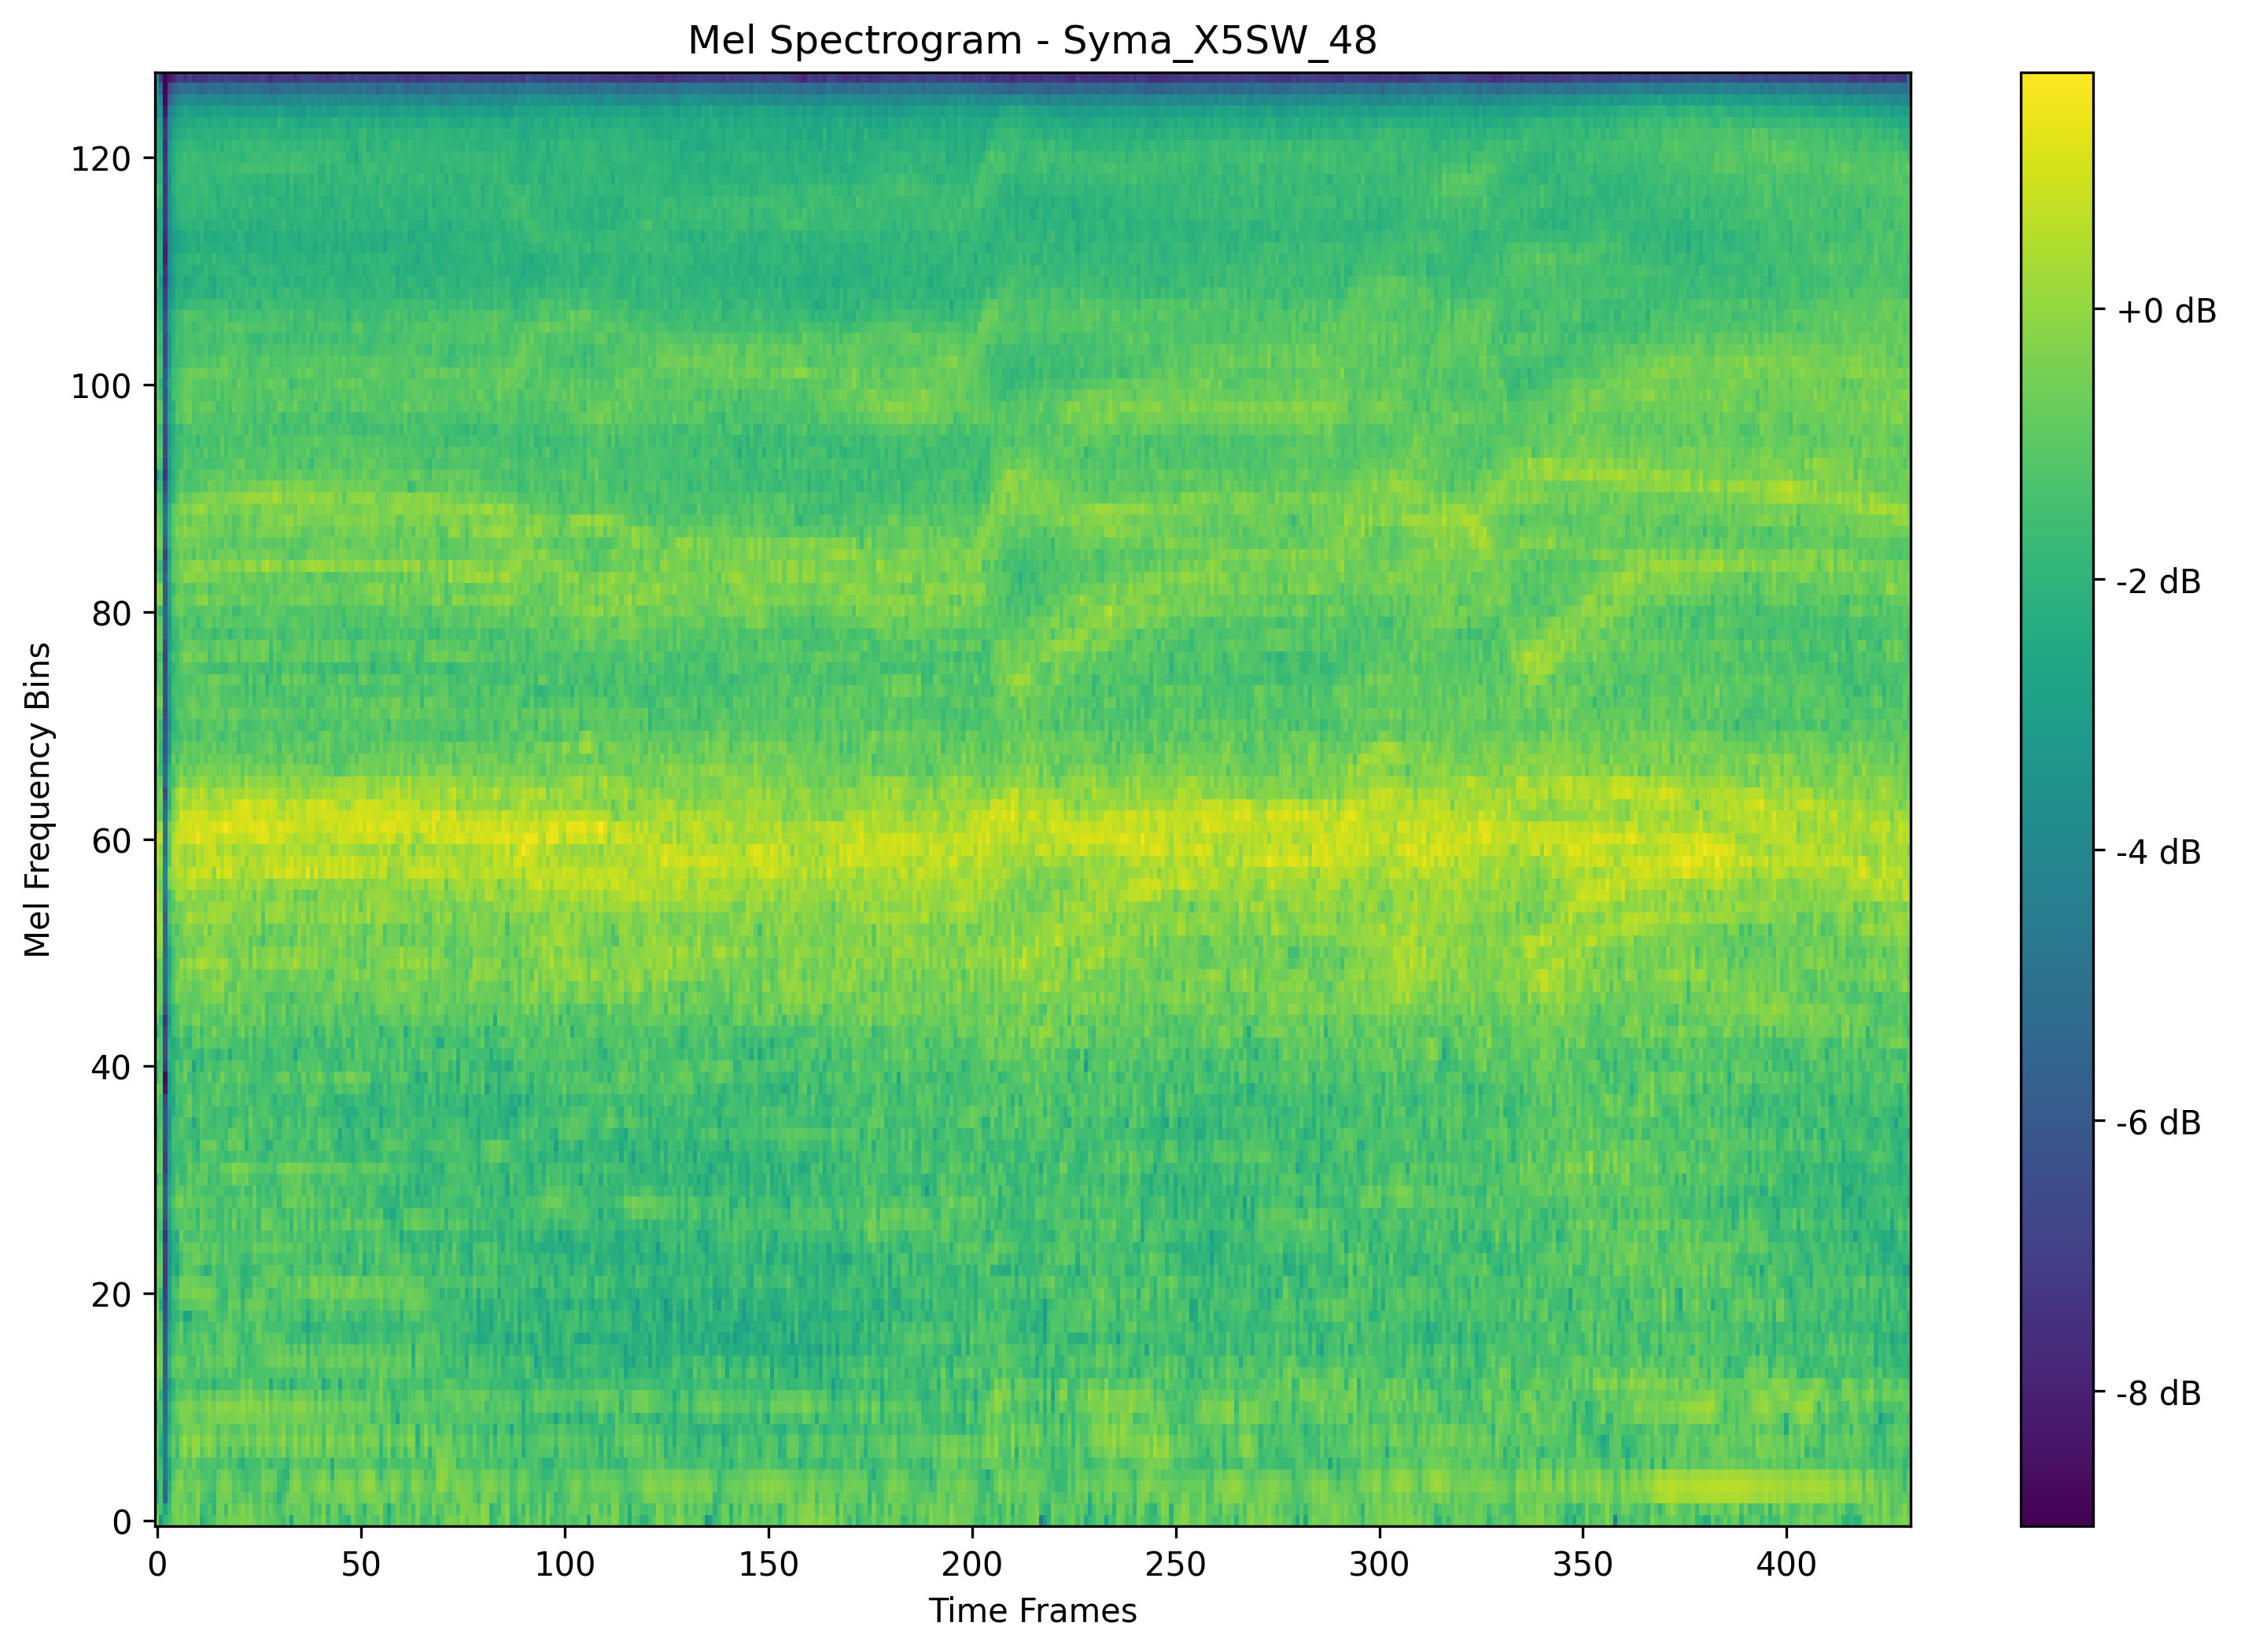 Mel Spectrogram - Syma_X5SW_48
Mel Frequency Bins
120
100
80
60
40
20
0
0 50 100 150 200 250 300 350 400
Time Frames
+0 dB
-2 dB
-4 dB
-6 dB
-8 dB